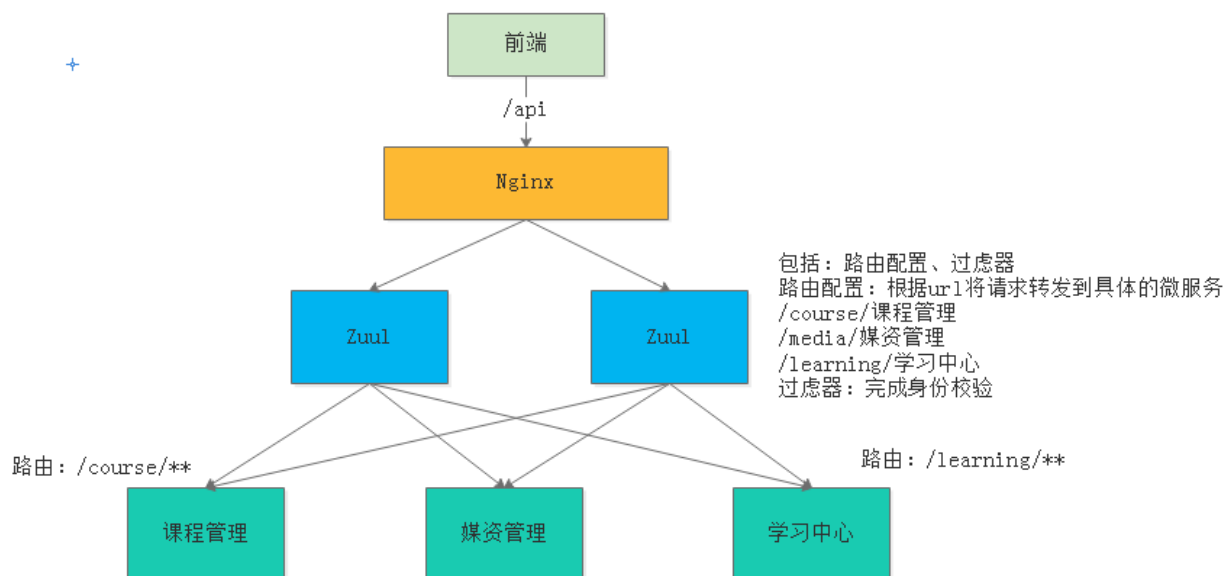 前端
/api
Nginx
包括：路由配置、过虑器
路由配置：根据url将请求转发到具体的微服务
/course/课程管理
/media/媒资管理
/learning/学习中心
过虑器：完成身份校验
Zuul
Zuul
路由：/course/**
路由：/learning/**
课程管理
媒资管理
学习中心